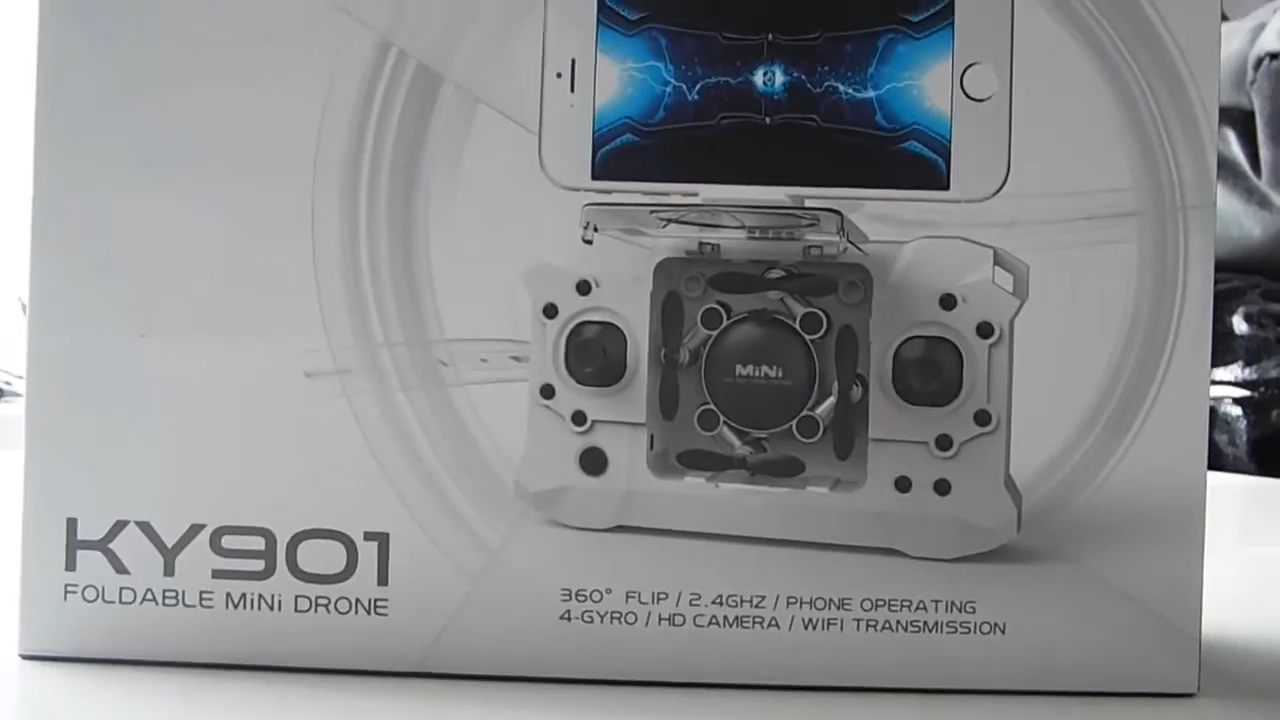 MiNi
KY901
FOLDABLE MiNi DRONE
360° FLIP / 2.4GHZ / PHONE OPERATING
4-GYRO / HD CAMERA / WIFI TRANSMISSION